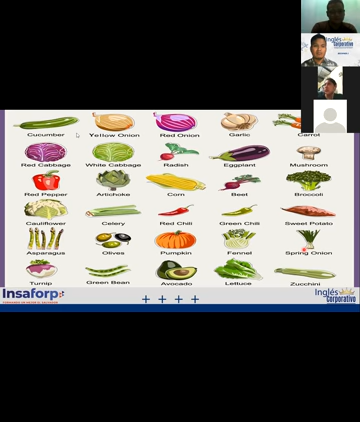 Inglés
Corporativo
Cucumber Yellow Onion Red Onion Garlic Carrot
Red Cabbage White Cabbage Radish Eggplant Mushroom
Red Pepper Artichoke Corn Beet Broccoli
Cauliflower Celery Red Chili Green Chili Sweet Potato
Asparagus Olives Pumpkin Fennel Spring Onion
Turnip Green Bean Avocado Lettuce Zucchini
Insaforp
Inglés
Corporativo